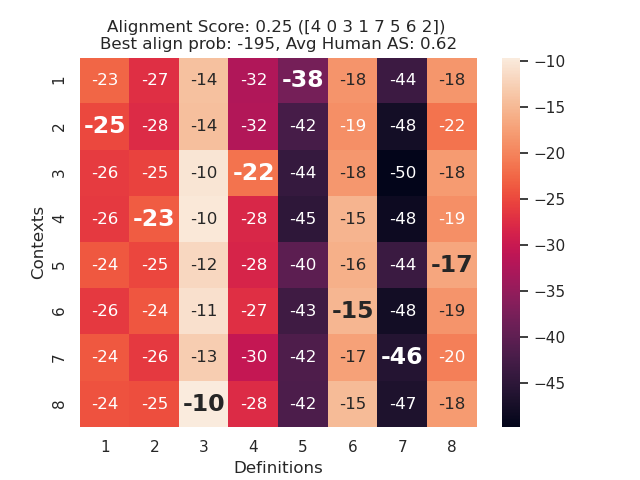 Alignment Score: 0.25 ([4 0 3 1 7 5 6 2])
Best align prob: -195, Avg Human AS: 0.62
1 -23 -27 -14 -32 -38 -18 -44 -18
2 -25 -28 -14 -32 -42 -19 -48 -22
3 -26 -25 -10 -22 -44 -18 -50 -18
4 -26 -23 -10 -28 -45 -15 -48 -19
5 -24 -25 -12 -28 -40 -16 -44 -17
6 -26 -24 -11 -27 -43 -15 -48 -19
7 -24 -26 -13 -30 -42 -17 -46 -20
8 -24 -25 -10 -28 -42 -15 -47 -18
1 2 3 4 5 6 7 8
Contexts
Definitions
−10
−15
−20
−25
−30
−35
−40
−45